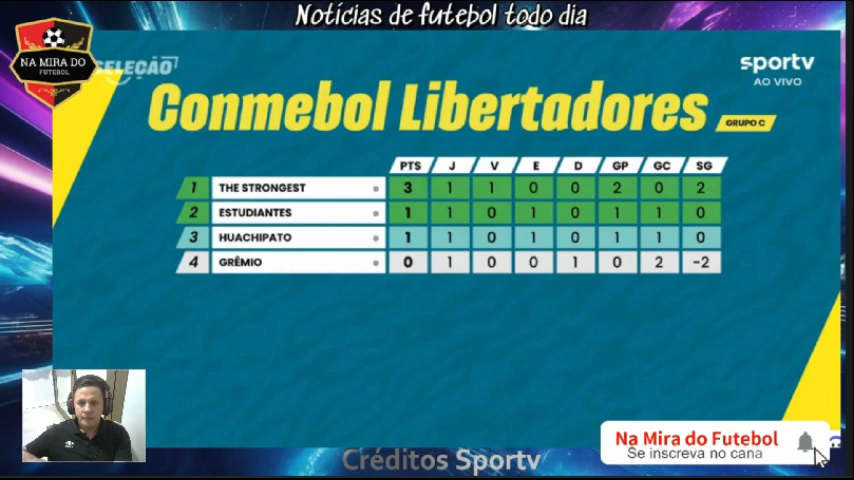 Notícias de futebol todo dia
NA MIRA DO
FUTEBOL
SELEÇÃO
sportv
AO VIVO
Conmebol Libertadores
GRUPO C
PTS J V E D GP GC SG
1 THE STRONGEST 3 1 1 0 0 2 0 2
2 ESTUDIANTES 1 1 0 1 0 1 1 0
3 HUACHIPATO 1 1 0 1 0 1 1 0
4 GRÊMIO 0 1 0 0 1 0 2 -2
Na Mira do Futebol
Se inscreva no cana
Créditos Sportv